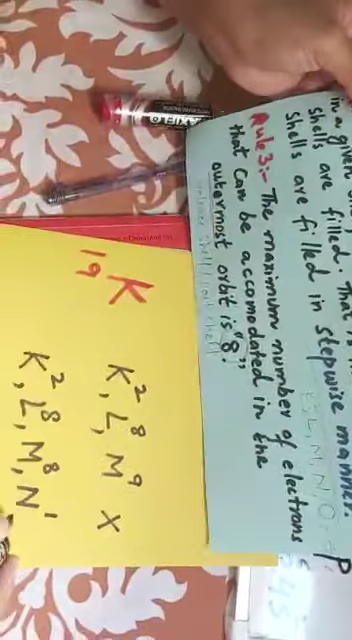 in a given
shells are filled. That is
shells are filled in stepwise manner.
K, L, M, N, O
Rule 3:- The maximum number of electrons
that can be accomodated in the
outermost orbit is "8".
19K
K², L⁸, M⁹ X
K², L⁸, M⁸, N¹